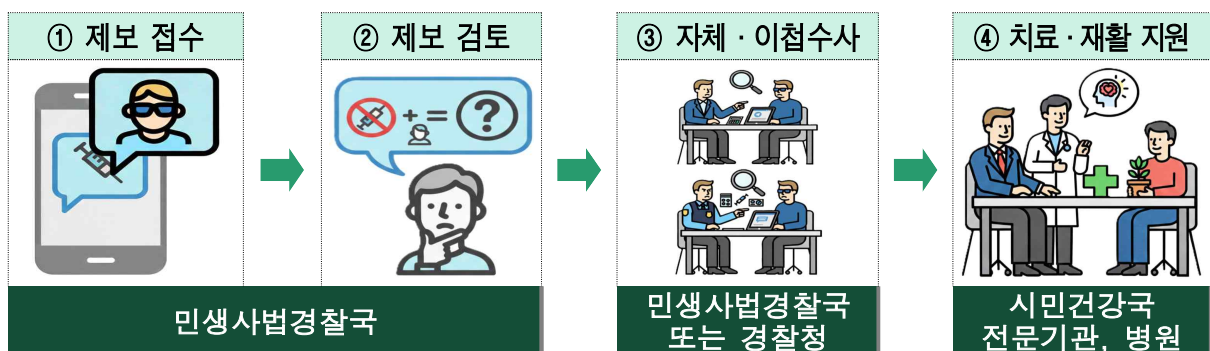 ① 제보 접수
② 제보 검토
③ 자체·이첩수사
④ 치료·재활 지원
+ = ?
민생사법경찰국
민생사법경찰국
또는 경찰청
시민건강국
전문기관, 병원